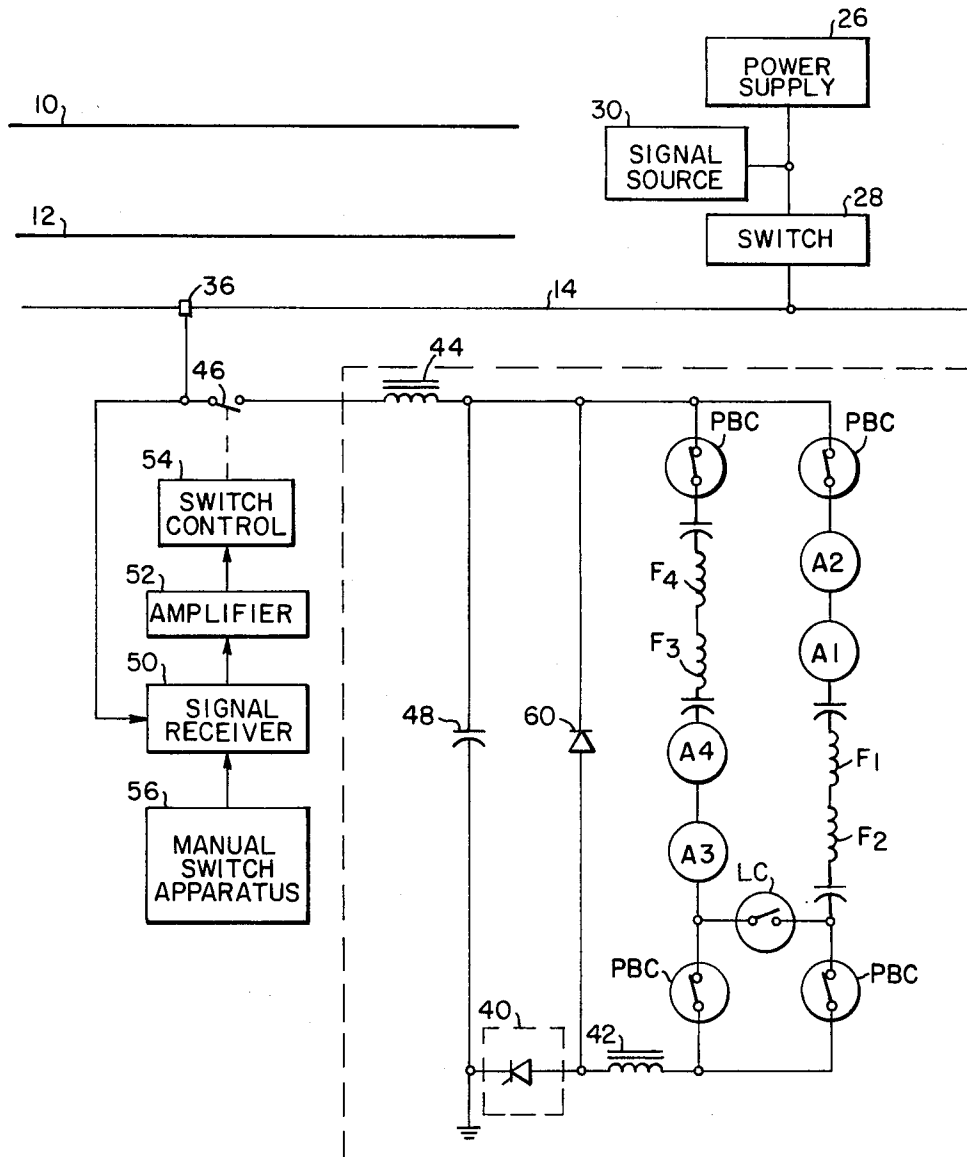 26
POWER
SUPPLY
10
30
SIGNAL
SOURCE
28
12
SWITCH
36
14
44
46
PBC
PBC
54
SWITCH
CONTROL
F4
A2
52
AMPLIFIER
F3
A1
50
SIGNAL
RECEIVER
48
60
A4
F1
56
MANUAL
SWITCH
APPARATUS
A3
F2
LC
PBC
PBC
40
42